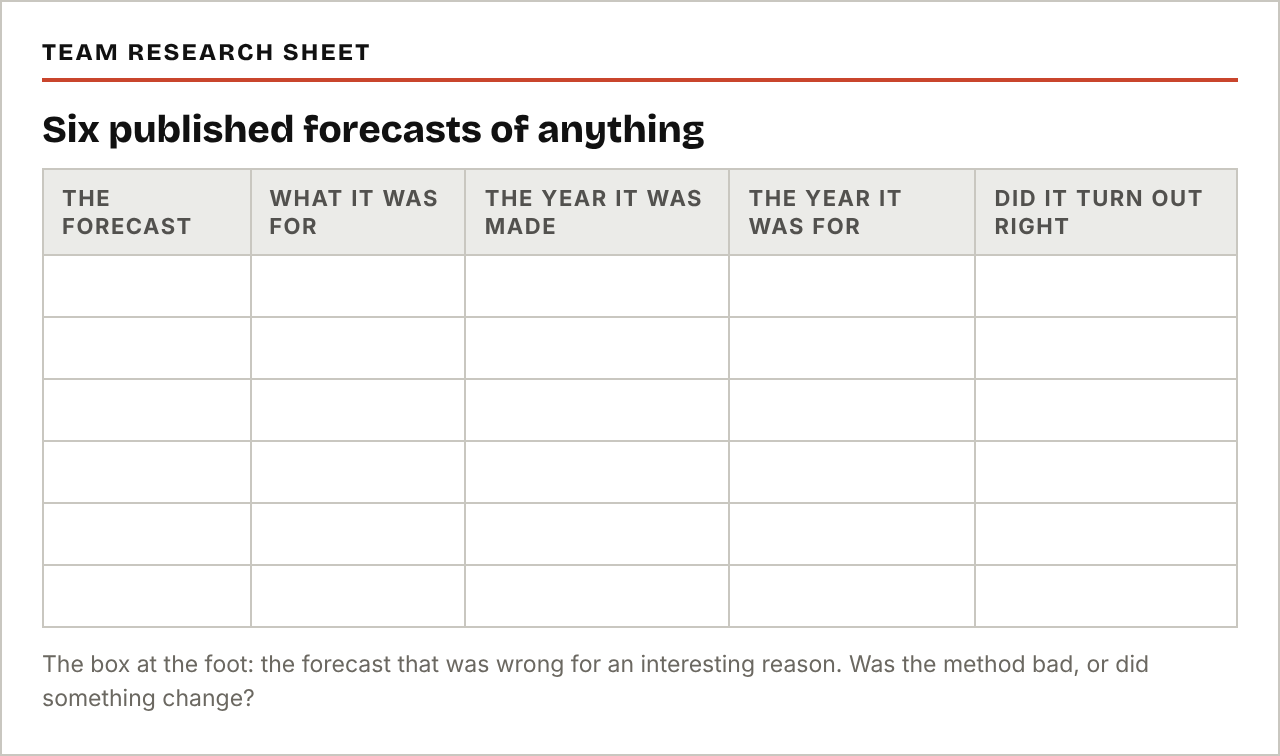 TEAM RESEARCH SHEET
Six published forecasts of anything
THE FORECAST
WHAT IT WAS FOR
THE YEAR IT WAS MADE
THE YEAR IT WAS FOR
DID IT TURN OUT RIGHT
The box at the foot: the forecast that was wrong for an interesting reason. Was the method bad, or did
something change?